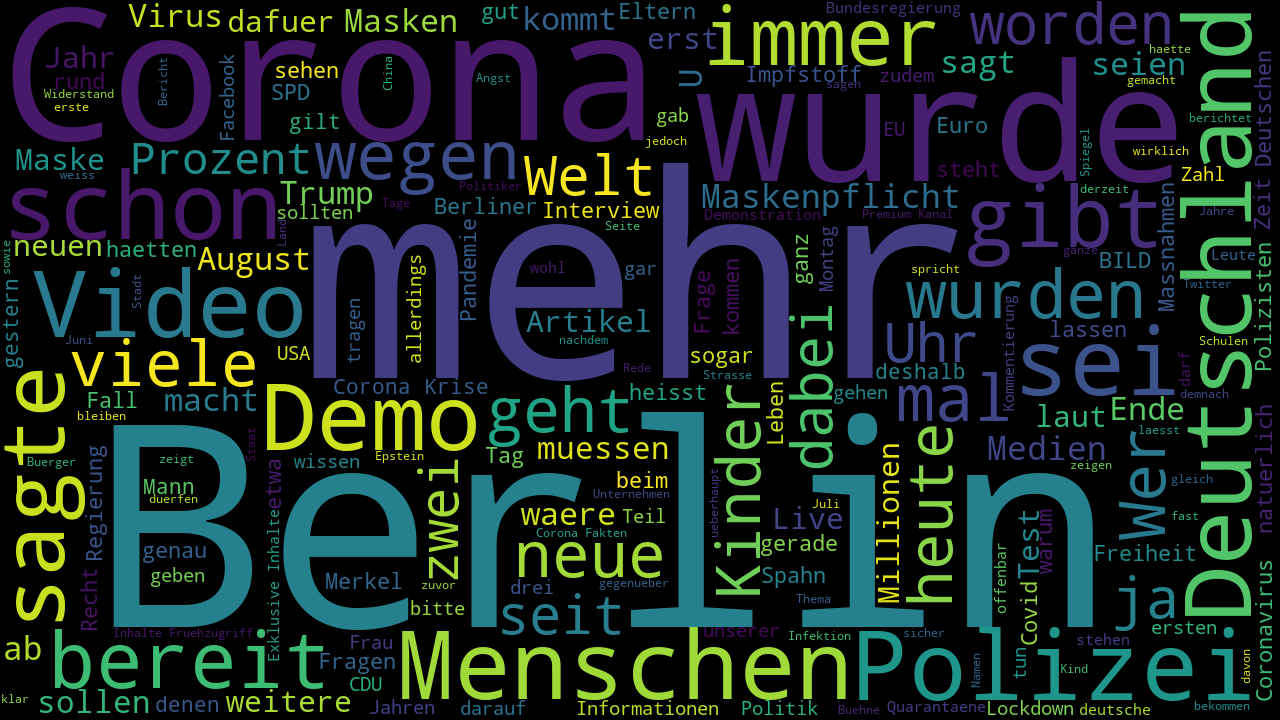 Corona
Virus
dafuer
Masken
gut
kommt
Eltern
erst
immer
Bundesregierung
worden
haette
Jahr
rund
Widerstand
erste
Bericht
Facebook
sehen
SPD
gilt
China
Angst
u
Impfstoff
sagen
zudem
sagt
seien
gemacht
Deutschland
Deutschen
gab
jedoch
wurde
EU
Euro
steht
Spiegel
berichtet
wirklich
Zahl
Zeit
Maske
weiss
Prozent
wegen
Welt
Trump
sollten
Tage
Politiker
Berliner
Interview
Seite
Maskenpflicht
Demonstration
Premium Kanal
gibt
derzeit
Massnahmen
Jahre
ganze
schon
Land
neuen
haetten
August
sowie
gestern
mehr
Pandemie
wohl
gar
Frage
kommen
ganz
Montag
spricht
BILD
Leute
Twitter
Polizisten
Video
Stadt
Juni
tragen
allerdings
Artikel
nachdem
sogar
Rede
Strasse
dabei
Uhr
wurden
Kommentierung
lassen
Schulen
viele
USA
Corona Krise
heisst
Leben
gehen
deshalb
sei
darf
demnach
sagte
Fall
bleiben
macht
Demo
Epstein
geht
muessen
Kinder
mal
laut
Ende
laesst
natuerlich
Buerger
zeigt
Staat
wissen
Tag
beim
Unternehmen
Medien
zeigen
gleich
Wer
Regierung
Mann
duerfen
etwa
zwei
waere
Teil
Corona Fakten
ueberhaupt
Live
Juli
Millionen
heute
fast
genau
geben
Exklusive Inhalte
Berlin
Merkel
zuvor
neue
drei
gegenueber
gerade
Spahn
Thema
offenbar
Test
Warum
Freiheit
Recht
bitte
seit
Covid
ja
ersten
Inhalte Fruehzugriff
Frau
unserer
Infektion
sicher
tun
stehen
Coronavirus
ab
bereit
Fragen
CDU
Menschen
Polizei
Namen
Kind
davon
klar
sollen
denen
weitere
Jahren
darauf
Informationen
Politik
Buehne
Quarantaene
Lockdown
deutsche
bekommen